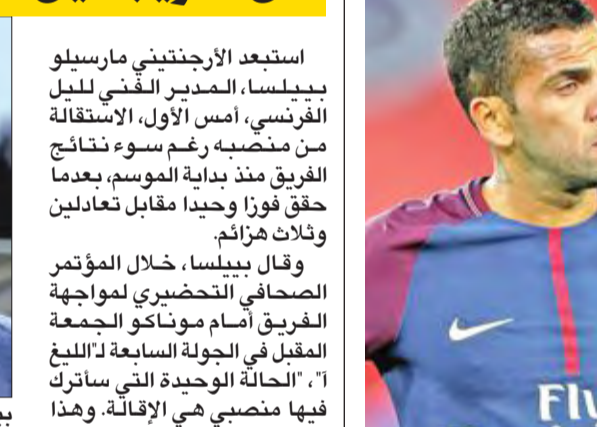 استبعد الأرجنتيني مارسيلو
بييلسا، المدير الفني لليل
الفرنسي، أمس الأول، الاستقالة
من منصبه رغم سوء نتائج
الفريق منذ بداية الموسم، بعدما
حقق فوزا وحيدا مقابل تعادلين
وثلاث هزائم.
وقال بييلسا، خلال المؤتمر
الصحافي التحضيري لمواجهة
الفريق أمام موناكو الجمعة
المقبل في الجولة السابعة لـ"الليغ
آ"، "الحالة الوحيدة التي سأترك
فيها منصبي هي الإقالة. وهذا
Fly